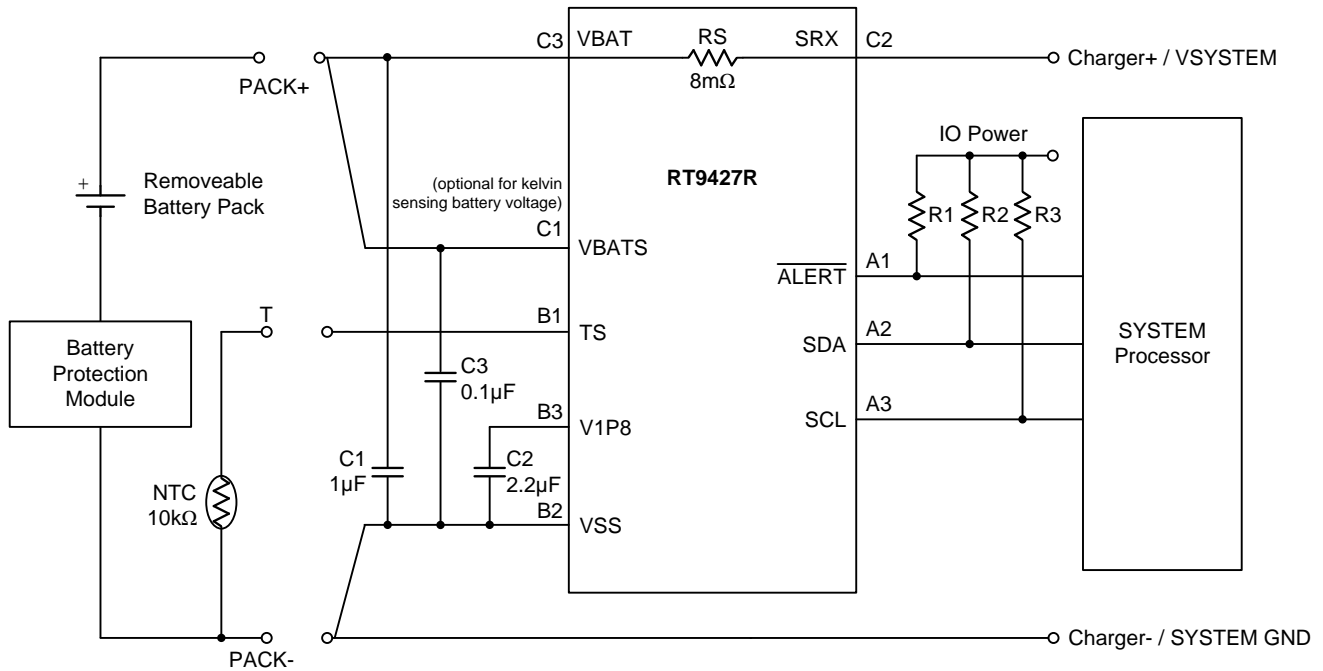 C3
VBAT
RS
8mΩ
SRX
C2
Charger+ / VSYSTEM
PACK+
IO Power
+
Removeable
Battery Pack
(optional for kelvin
sensing battery voltage)
RT9427R
R1
R2
R3
C1
VBATS
ALERT
A1
T
B1
TS
SDA
A2
SYSTEM
Processor
Battery
Protection
Module
C3
0.1µF
B3
V1P8
SCL
A3
C1
1µF
C2
2.2µF
NTC
10kΩ
B2
VSS
PACK-
Charger- / SYSTEM GND